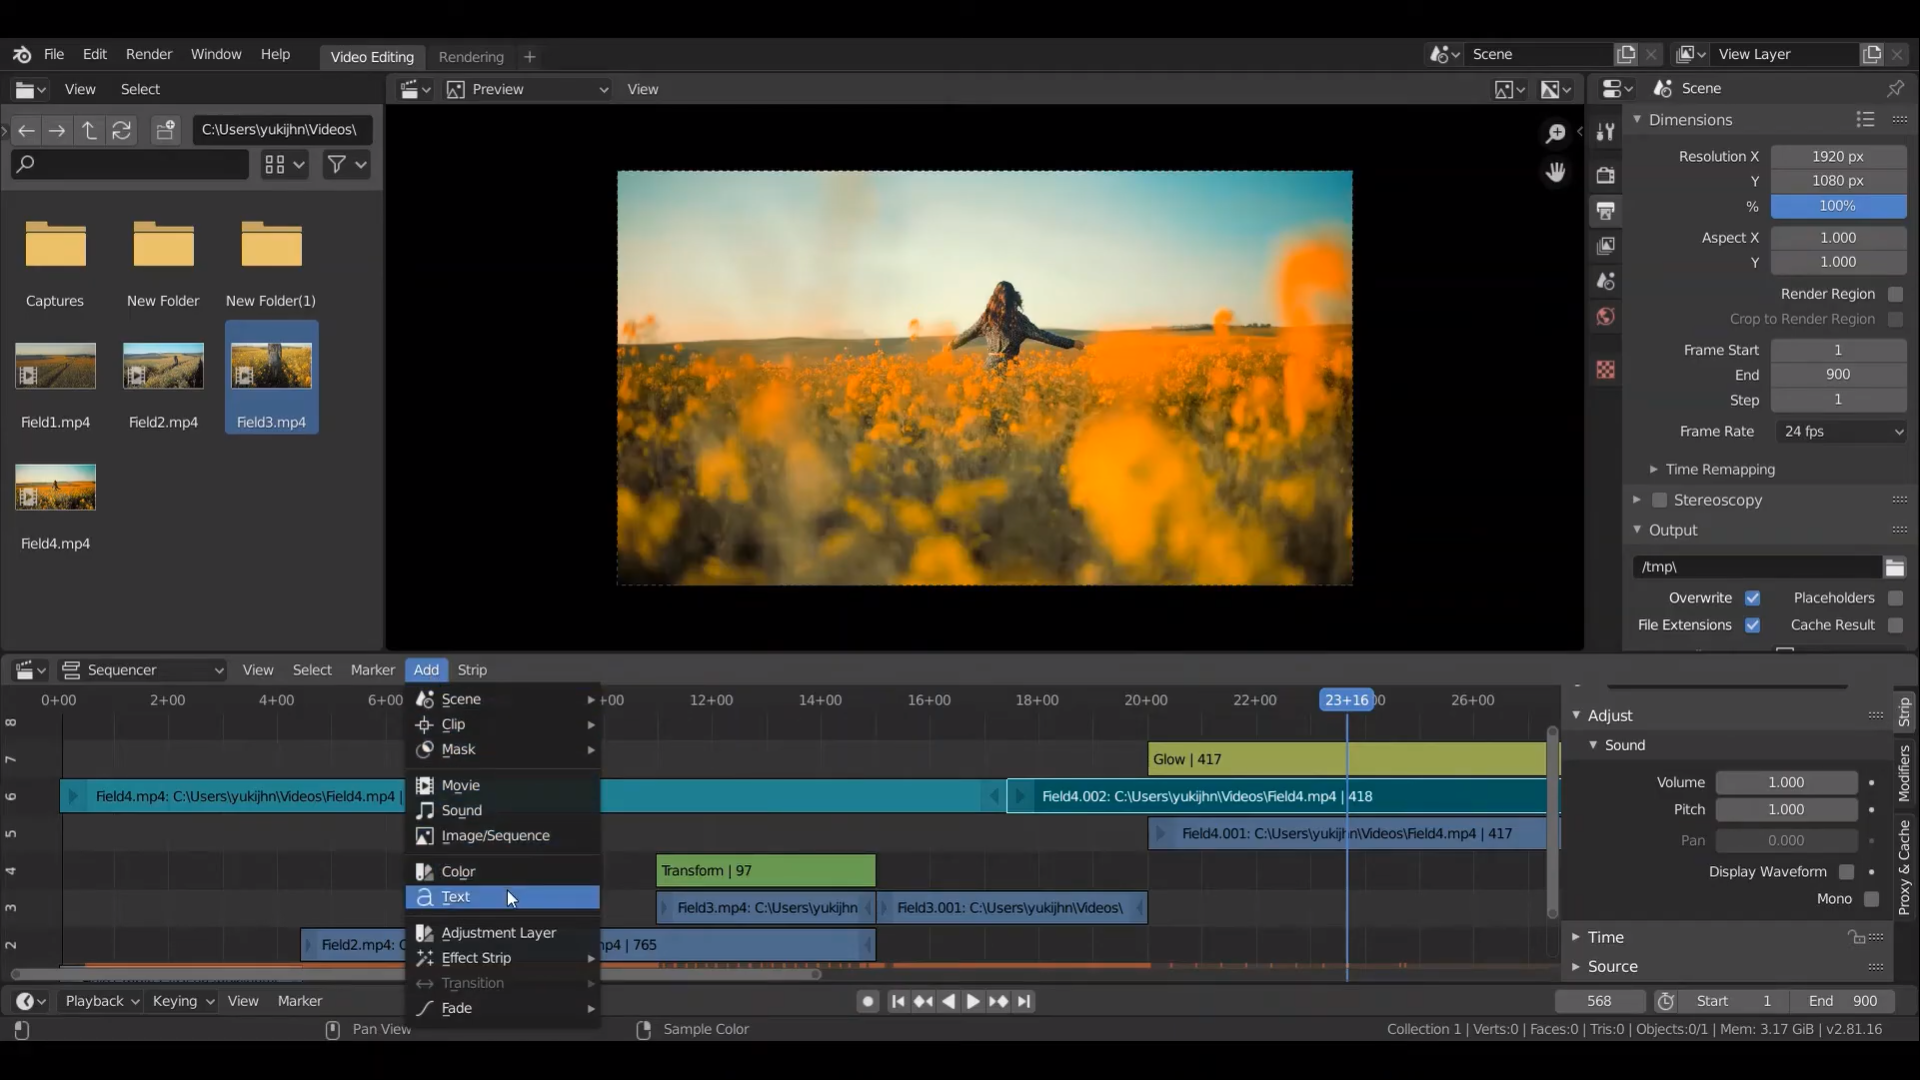 File Edit Render Window Help Video Editing Rendering + Scene View Layer
View Select Preview View Scene
C:\Users\yukijhn\Videos\
Captures New Folder New Folder(1)
Field1.mp4 Field2.mp4 Field3.mp4
Field4.mp4
Dimensions
Resolution X 1920 px
Y 1080 px
% 100%
Aspect X 1.000
Y 1.000
Render Region
Crop to Render Region
Frame Start 1
End 900
Step 1
Frame Rate 24 fps
Time Remapping
Stereoscopy
Output
/tmp\
Overwrite Placeholders
File Extensions Cache Result
Sequencer View Select Marker Add Strip
0+00 2+00 4+00 6+00 12+00 14+00 16+00 18+00 20+00 22+00 23+16 26+00
8
7
6
5
4
3
2
Scene
Clip
Mask
Movie
Sound
Image/Sequence
Color
Text
Adjustment Layer
Effect Strip
Transition
Fade
Glow | 417
Field4.mp4: C:\Users\yukijhn\Videos\Field4.mp4 |
Field4.002: C:\Users\yukijhn\Videos\Field4.mp4 | 418
Field4.001: C:\Users\yukijhn\Videos\Field4.mp4 | 417
Transform | 97
Field3.mp4: C:\Users\yukijhn
Field3.001: C:\Users\yukijhn\Videos\
Field2.mp4: C
mp4 | 765
Adjust
Sound
Volume 1.000
Pitch 1.000
Pan 0.000
Display Waveform
Mono
Time
Source
Strip
Modifiers
Proxy & Cache
Playback Keying View Marker 568 Start 1 End 900
Pan View Sample Color Collection 1 | Verts:0 | Faces:0 | Tris:0 | Objects:0/1 | Mem: 3.17 GiB | v2.81.16